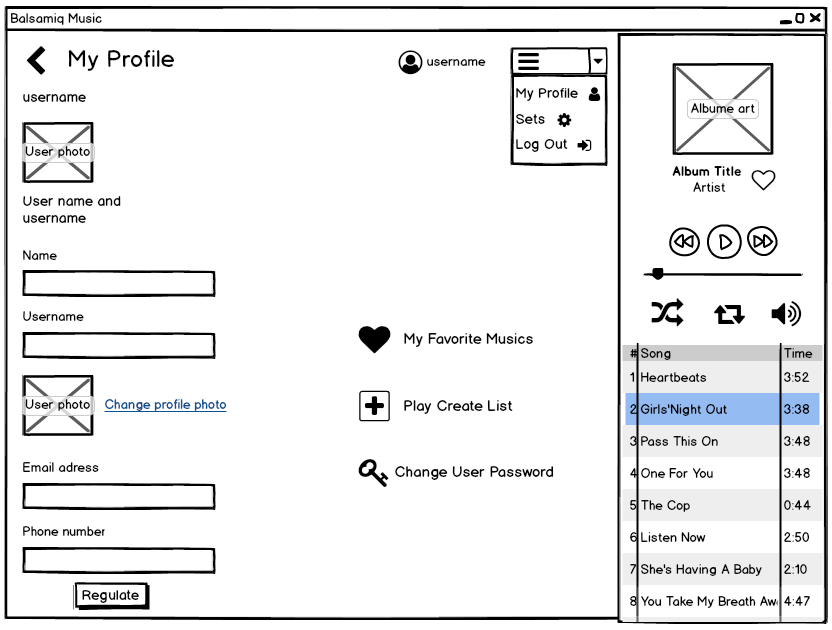 Balsamiq Music
My Profile
username
My Profile
Sets
Log Out
username
User photo
User name and
username
Name
Username
User photo
Change profile photo
Email adress
Phone number
Regulate
My Favorite Musics
Play Create List
Change User Password
Albume art
Album Title
Artist
# Song Time
1 Heartbeats 3:52
2 Girls'Night Out 3:38
3 Pass This On 3:48
4 One For You 3:48
5 The Cop 0:44
6 Listen Now 2:50
7 She's Having A Baby 2:10
8 You Take My Breath Aw 4:47